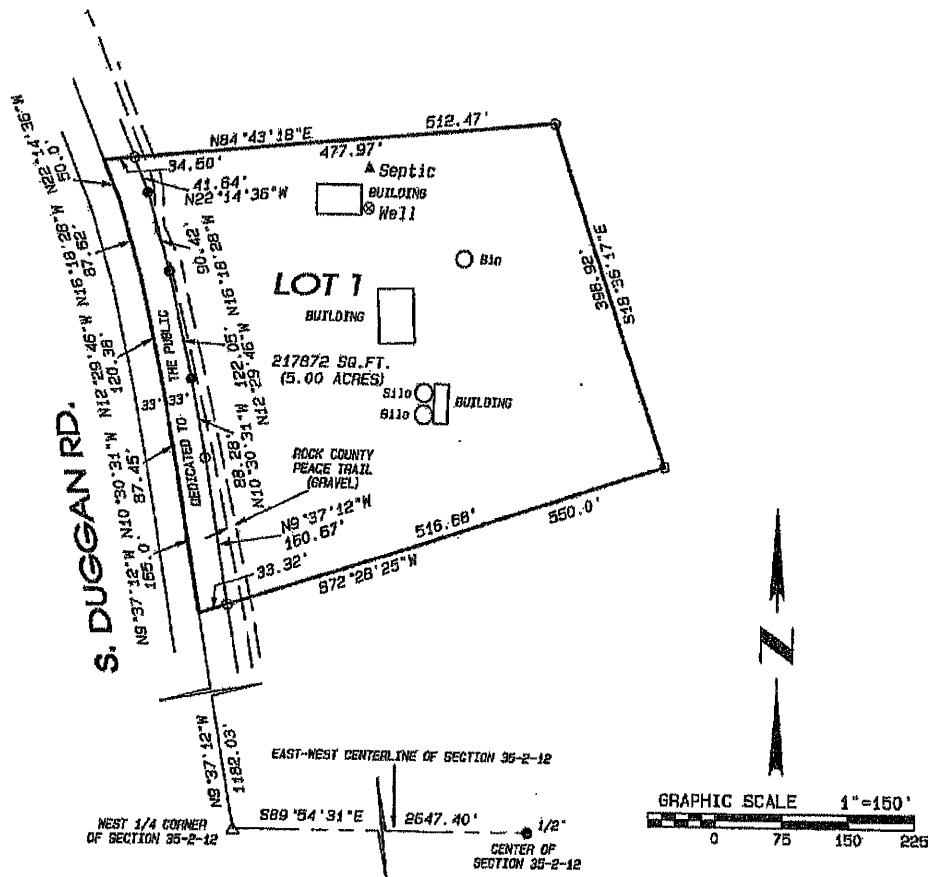 N84°43'18"E 512.47'
34.50' 477.97'
41.64'
N22°14'36"W
Septic
BUILDING
Well
N22°14'36"W
50.0'
N16°18'28"W
87.62'
90.42'
N16°18'28"W
Bin
398.92'
S18°36'17"E
LOT 1
BUILDING
217872 SQ.FT.
(5.00 ACRES)
N12°29'46"W
120.38'
122.05'
N12°29'46"W
33' 33'
DEDICATED TO THE PUBLIC
Silo
Silo
BUILDING
S. DUGGAN RD.
N10°30'31"W
87.45'
88.28'
N10°30'31"W
ROCK COUNTY
PEACE TRAIL
(GRAVEL)
N9°37'12"W
165.0'
N9°37'12"W
160.67'
516.68' 550.0'
33.32'
S72°28'25"W
N9°37'12"W
1182.03'
EAST-WEST CENTERLINE OF SECTION 35-2-12
WEST 1/4 CORNER
OF SECTION 35-2-12
S89°54'31"E 2647.40'
1/2"
CENTER OF
SECTION 35-2-12
N
GRAPHIC SCALE 1"=150'
0 75 150 225